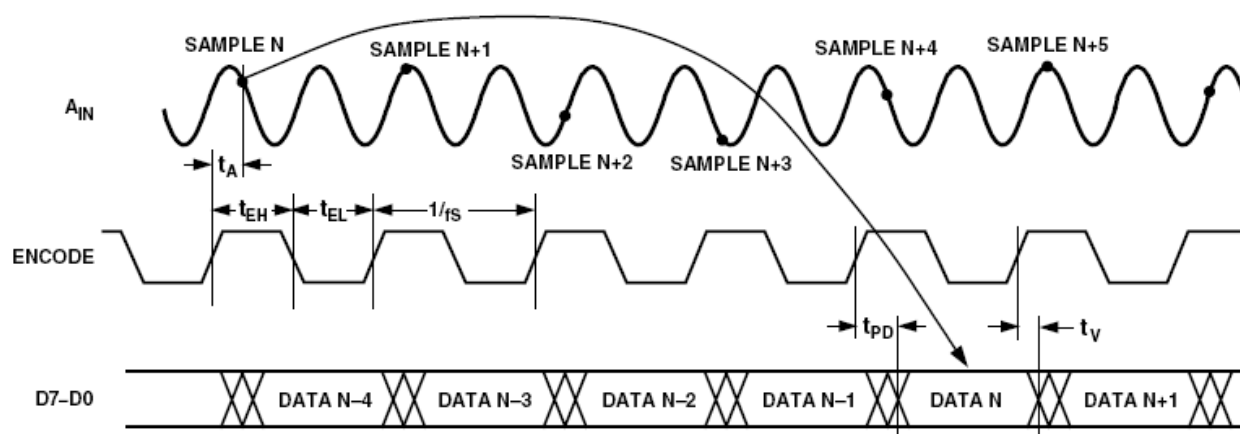 SAMPLE N
SAMPLE N+1
SAMPLE N+4
SAMPLE N+5
AIN
SAMPLE N+2
SAMPLE N+3
tA
tEH
tEL
1/fS
ENCODE
tPD
tV
D7–D0
DATA N–4
DATA N–3
DATA N–2
DATA N–1
DATA N
DATA N+1